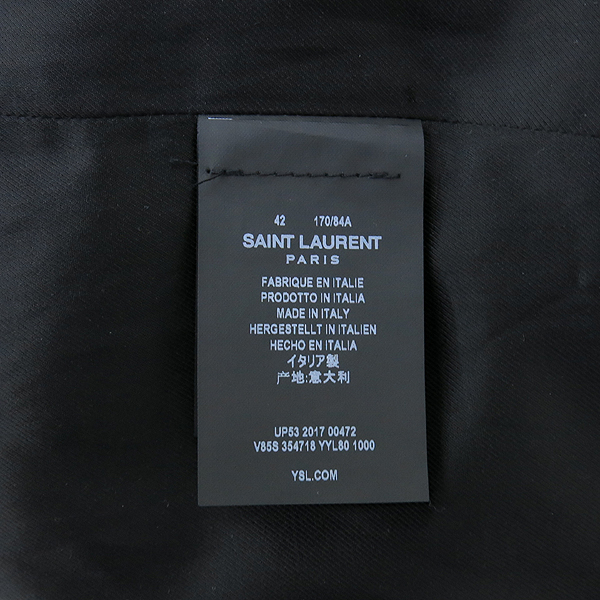 42 170/84A
SAINT LAURENT
PARIS
FABRIQUE EN ITALIE
PRODOTTO IN ITALIA
MADE IN ITALY
HERGESTELLT IN ITALIEN
HECHO EN ITALIA
イタリア製
产地:意大利
UP53 2017 00472
V85S 354718 YYL80 1000
YSL.COM